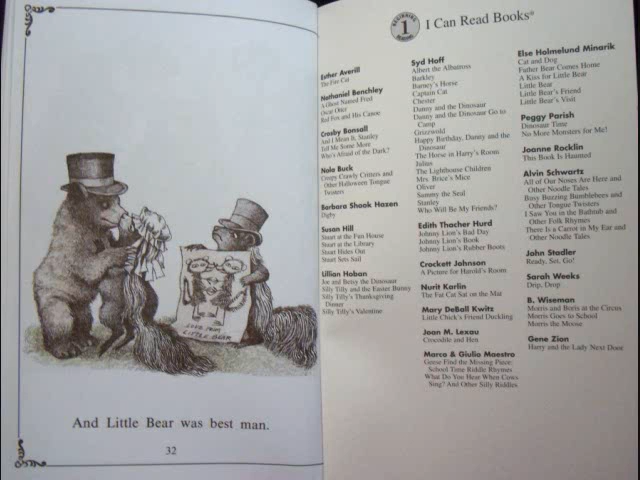 LOVE FROM
LITTLE BEAR
And Little Bear was best man.
32
BEGINNING
1
READING
I Can Read Books®
Esther Averill
The Fire Cat
Nathaniel Benchley
A Ghost Named Fred
Oscar Otter
Red Fox and His Canoe
Crosby Bonsall
And I Mean It, Stanley
Tell Me Some More
Who's Afraid of the Dark?
Nola Buck
Creepy Crawly Critters and
Other Halloween Tongue
Twisters
Berbera Shook Hazen
Digby
Susan Hill
Stuart at the Fun House
Stuart at the Library
Stuart Hides Out
Stuart Sets Sail
Lillian Hoban
Joe and Betsy the Dinosaur
Silly Tilly and the Easter Bunny
Silly Tilly's Thanksgiving
Dinner
Silly Tilly's Valentine
Syd Hoff
Albert the Albatross
Barkley
Barney's Horse
Captain Cat
Chester
Danny and the Dinosaur
Danny and the Dinosaur Go to
Camp
Grizzwold
Happy Birthday, Danny and the
Dinosaur
The Horse in Harry's Room
Julius
The Lighthouse Children
Mrs. Brice's Mice
Oliver
Sammy the Seal
Stanley
Who Will Be My Friends?
Edith Thacher Hurd
Johnny Lion's Bad Day
Johnny Lion's Book
Johnny Lion's Rubber Boots
Crockett Johnson
A Picture for Harold's Room
Nurit Karlin
The Fat Cat Sat on the Mat
Mary DeBall Kwitz
Little Chick's Friend Duckling
Joan M. Lexau
Crocodile and Hen
Marco & Giulia Maestro
Geese Find the Missing Piece:
School Time Riddle Rhymes
What Do You Hear When Cows
Sing? And Other Silly Riddles
Else Holmelund Minarik
Cat and Dog
Father Bear Comes Home
A Kiss for Little Bear
Little Bear
Little Bear's Friend
Little Bear's Visit
Peggy Parish
Dinosaur Time
No More Monsters for Me!
Joanne Rocklin
This Book Is Haunted
Alvin Schwartz
All of Our Noses Are Here and
Other Noodle Tales
Busy Buzzing Bumblebees and
Other Tongue Twisters
I Saw You in the Bathtub and
Other Folk Rhymes
There Is a Carrot in My Ear and
Other Noodle Tales
John Stadler
Ready, Set, Go!
Sarah Weeks
Drip, Drop
B. Wiseman
Morris and Boris at the Circus
Morris Goes to School
Morris the Moose
Gene Zion
Harry and the Lady Next Door